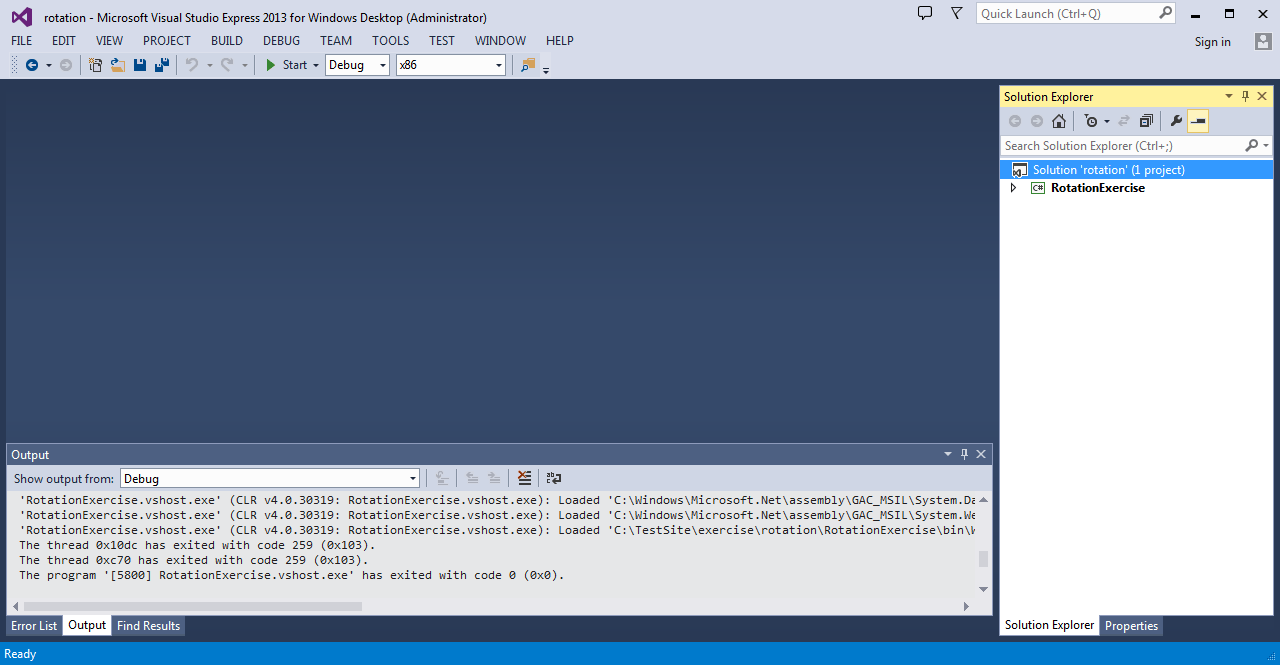 rotation - Microsoft Visual Studio Express 2013 for Windows Desktop (Administrator)
Quick Launch (Ctrl+Q)
FILE EDIT VIEW PROJECT BUILD DEBUG TEAM TOOLS TEST WINDOW HELP
Sign in
Start Debug x86
Solution Explorer
Search Solution Explorer (Ctrl+;)
Solution 'rotation' (1 project)
C# RotationExercise
Output
Show output from: Debug
'RotationExercise.vshost.exe' (CLR v4.0.30319: RotationExercise.vshost.exe): Loaded 'C:\Windows\Microsoft.Net\assembly\GAC_MSIL\System.Da
'RotationExercise.vshost.exe' (CLR v4.0.30319: RotationExercise.vshost.exe): Loaded 'C:\Windows\Microsoft.Net\assembly\GAC_MSIL\System.We
'RotationExercise.vshost.exe' (CLR v4.0.30319: RotationExercise.vshost.exe): Loaded 'C:\TestSite\exercise\rotation\RotationExercise\bin\
The thread 0x10dc has exited with code 259 (0x103).
The thread 0xc70 has exited with code 259 (0x103).
The program '[5800] RotationExercise.vshost.exe' has exited with code 0 (0x0).
Error List Output Find Results
Solution Explorer Properties
Ready